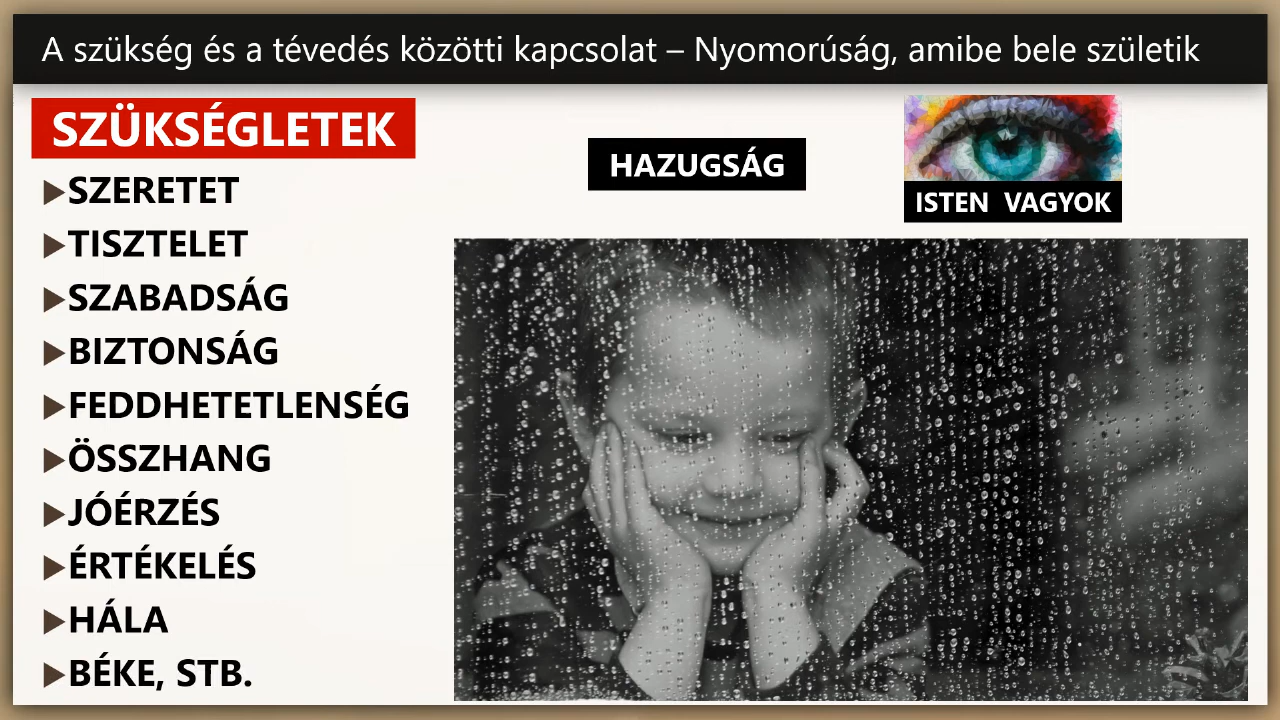 A szükség és a tévedés közötti kapcsolat – Nyomorúság, amibe bele születik
SZÜKSÉGLETEK
SZERETET
TISZTELET
SZABADSÁG
BIZTONSÁG
FEDDHETETLENSÉG
ÖSSZHANG
JÓÉRZÉS
ÉRTÉKELÉS
HÁLA
BÉKE, STB.
HAZUGSÁG
ISTEN VAGYOK